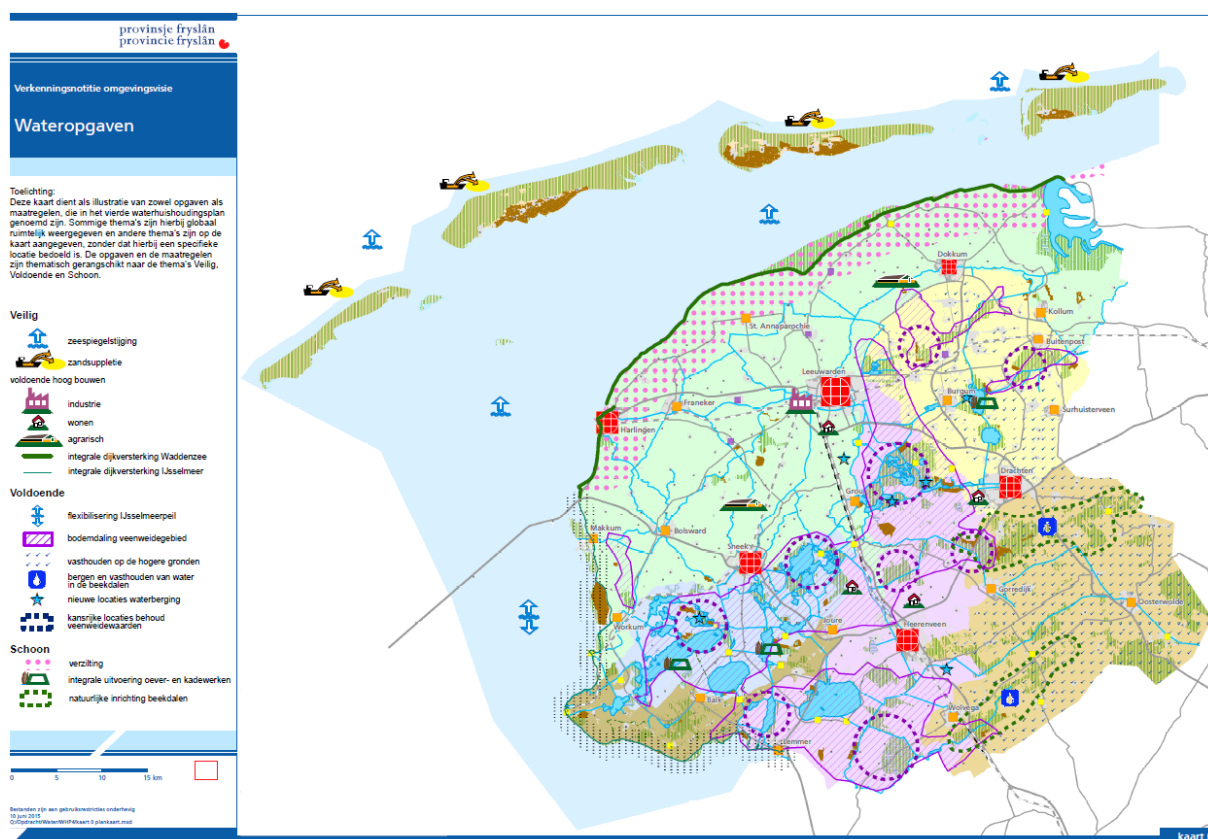 provinsje fryslân
provincie fryslân
Verkenningsnotitie omgevingsvisie
Wateropgaven
Toelichting:
Deze kaart dient als illustratie van zowel opgaven als
maatregelen, die in het vierde waterhuishoudingsplan
genoemd zijn. Sommige thema's zijn hierbij globaal
ruimtelijk weergegeven en andere thema's zijn op de
kaart aangegeven, zonder dat hierbij een specifieke
locatie bedoeld is. De opgaven en de maatregelen
zijn thematisch gerangschikt naar de thema's Veilig,
Voldoende en Schoon.
Veilig
zeespiegelstijging
zandsuppletie
voldoende hoog bouwen
industrie
wonen
agrarisch
integrale dijkversterking Waddenzee
integrale dijkversterking IJsselmeer
Voldoende
flexibilisering IJsselmeerpeil
bodemdaling veenweidegebied
vasthouden op de hogere gronden
bergen en vasthouden van water
in de beekdalen
nieuwe locaties waterberging
kansrijke locaties behoud
veenweidewaarden
Schoon
verzilting
integrale uitvoering oever- en kadewerken
natuurlijke inrichting beekdalen
0 5 10 15 km
Bestanden zijn aan gebruiksrestricties onderhevig
18 juni 2015
Dokkum
Kollum
St. Annaparochie
Buitenpost
Leeuwarden
Burgum
Franeker
Surhuisterveen
Harlingen
Drachten
Grou
Makkum
Bolsward
Sneek
Gorredijk
Oosterwolde
Workum
Joure
Heerenveen
Balk
Wolvega
Lemmer
kaart